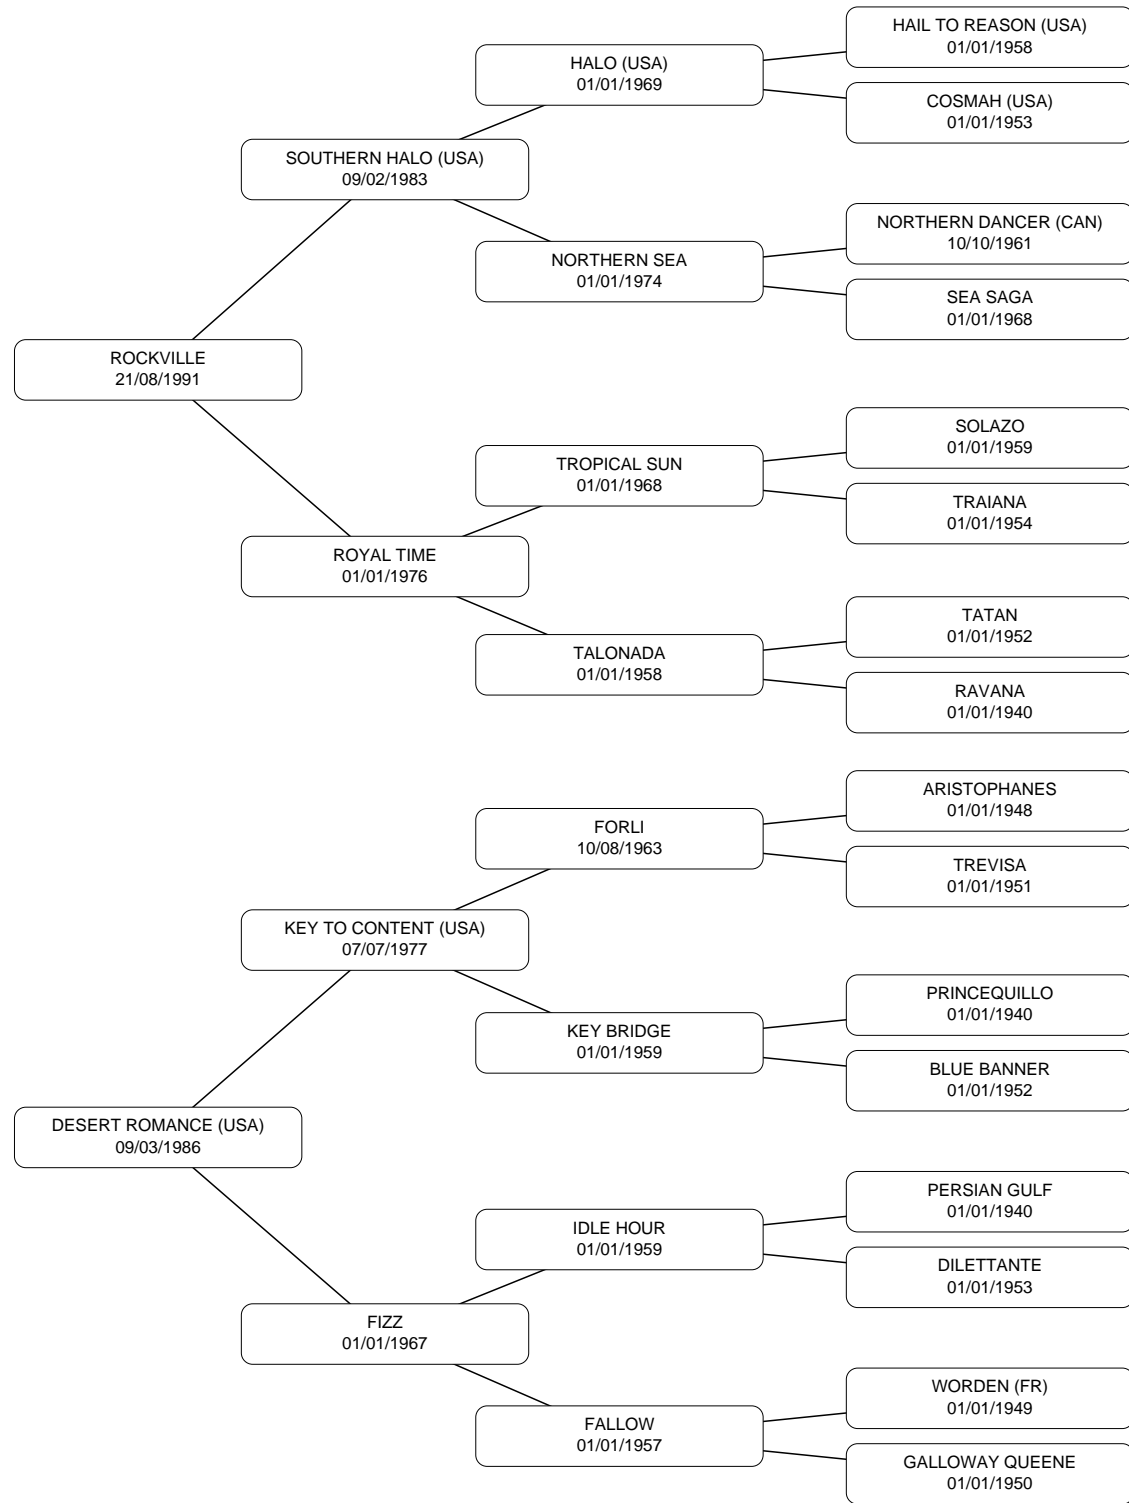 HAIL TO REASON (USA)
01/01/1958
HALO (USA)
01/01/1969
COSMAH (USA)
01/01/1953
SOUTHERN HALO (USA)
09/02/1983
NORTHERN DANCER (CAN)
10/10/1961
NORTHERN SEA
01/01/1974
SEA SAGA
01/01/1968
ROCKVILLE
21/08/1991
SOLAZO
01/01/1959
TROPICAL SUN
01/01/1968
TRAIANA
01/01/1954
ROYAL TIME
01/01/1976
TATAN
01/01/1952
TALONADA
01/01/1958
RAVANA
01/01/1940
ARISTOPHANES
01/01/1948
FORLI
10/08/1963
TREVISA
01/01/1951
KEY TO CONTENT (USA)
07/07/1977
PRINCEQUILLO
01/01/1940
KEY BRIDGE
01/01/1959
BLUE BANNER
01/01/1952
DESERT ROMANCE (USA)
09/03/1986
PERSIAN GULF
01/01/1940
IDLE HOUR
01/01/1959
DILETTANTE
01/01/1953
FIZZ
01/01/1967
WORDEN (FR)
01/01/1949
FALLOW
01/01/1957
GALLOWAY QUEENE
01/01/1950